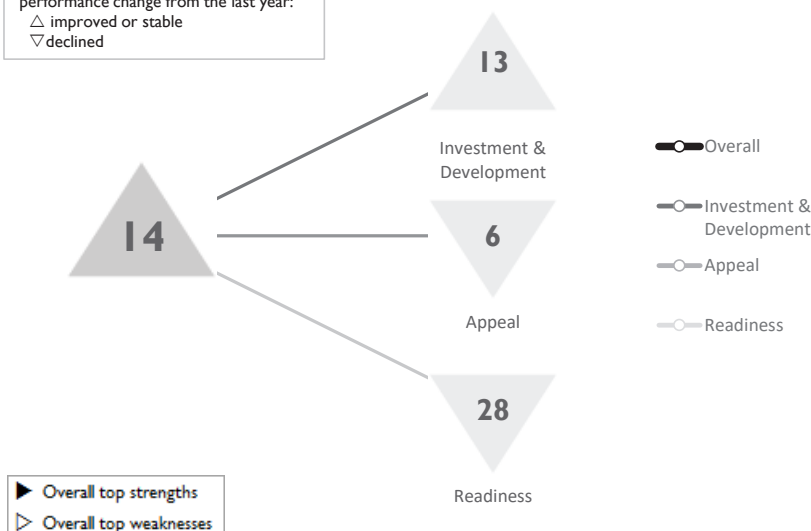 performance change from the last year:
△ improved or stable
▽ declined
13
Investment &
Development
14
6
Appeal
28
Readiness
Overall
Investment &
Development
Appeal
Readiness
▶ Overall top strengths
▷ Overall top weaknesses